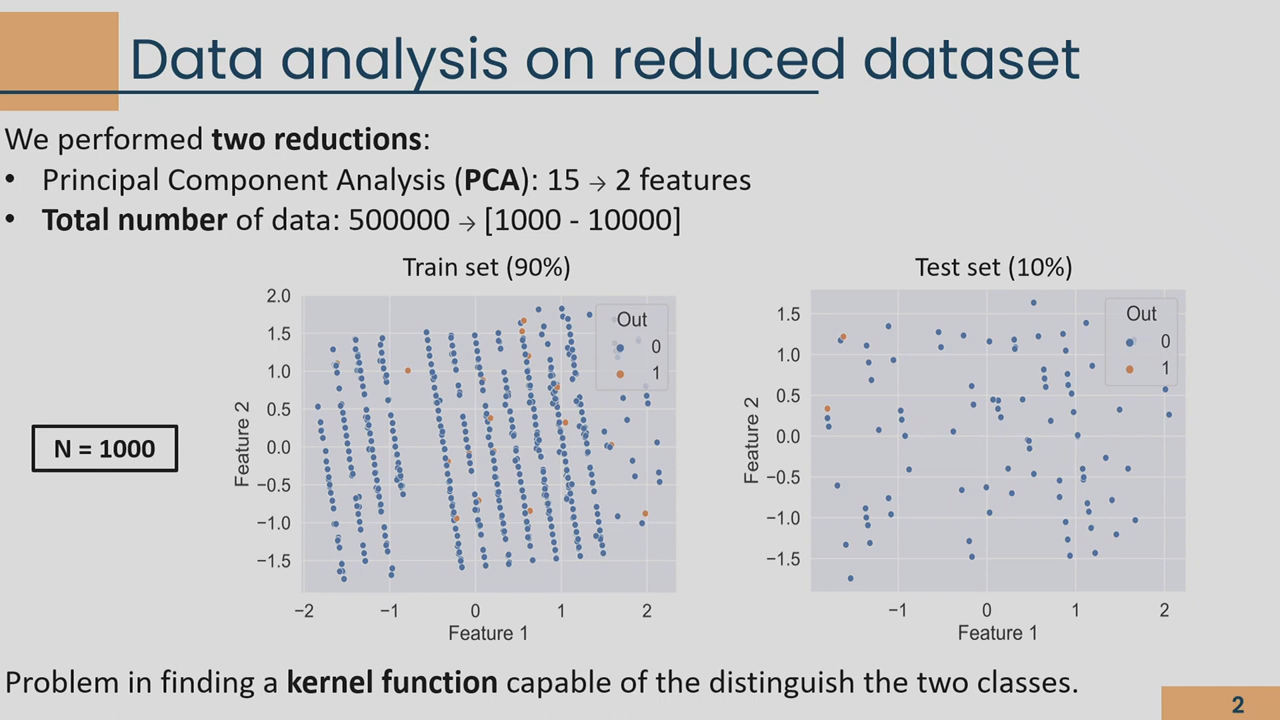 Data analysis on reduced dataset
We performed two reductions:
• Principal Component Analysis (PCA): 15 → 2 features
• Total number of data: 500000 → [1000 - 10000]
Train set (90%)
Test set (10%)
N = 1000
2.0
1.5
1.0
0.5
0.0
−0.5
−1.0
−1.5
Feature 2
−2
−1
0
1
2
Feature 1
Out
0
1
1.5
1.0
0.5
0.0
−0.5
−1.0
−1.5
Feature 2
−1
0
1
2
Feature 1
Out
0
1
Problem in finding a kernel function capable of the distinguish the two classes.
2